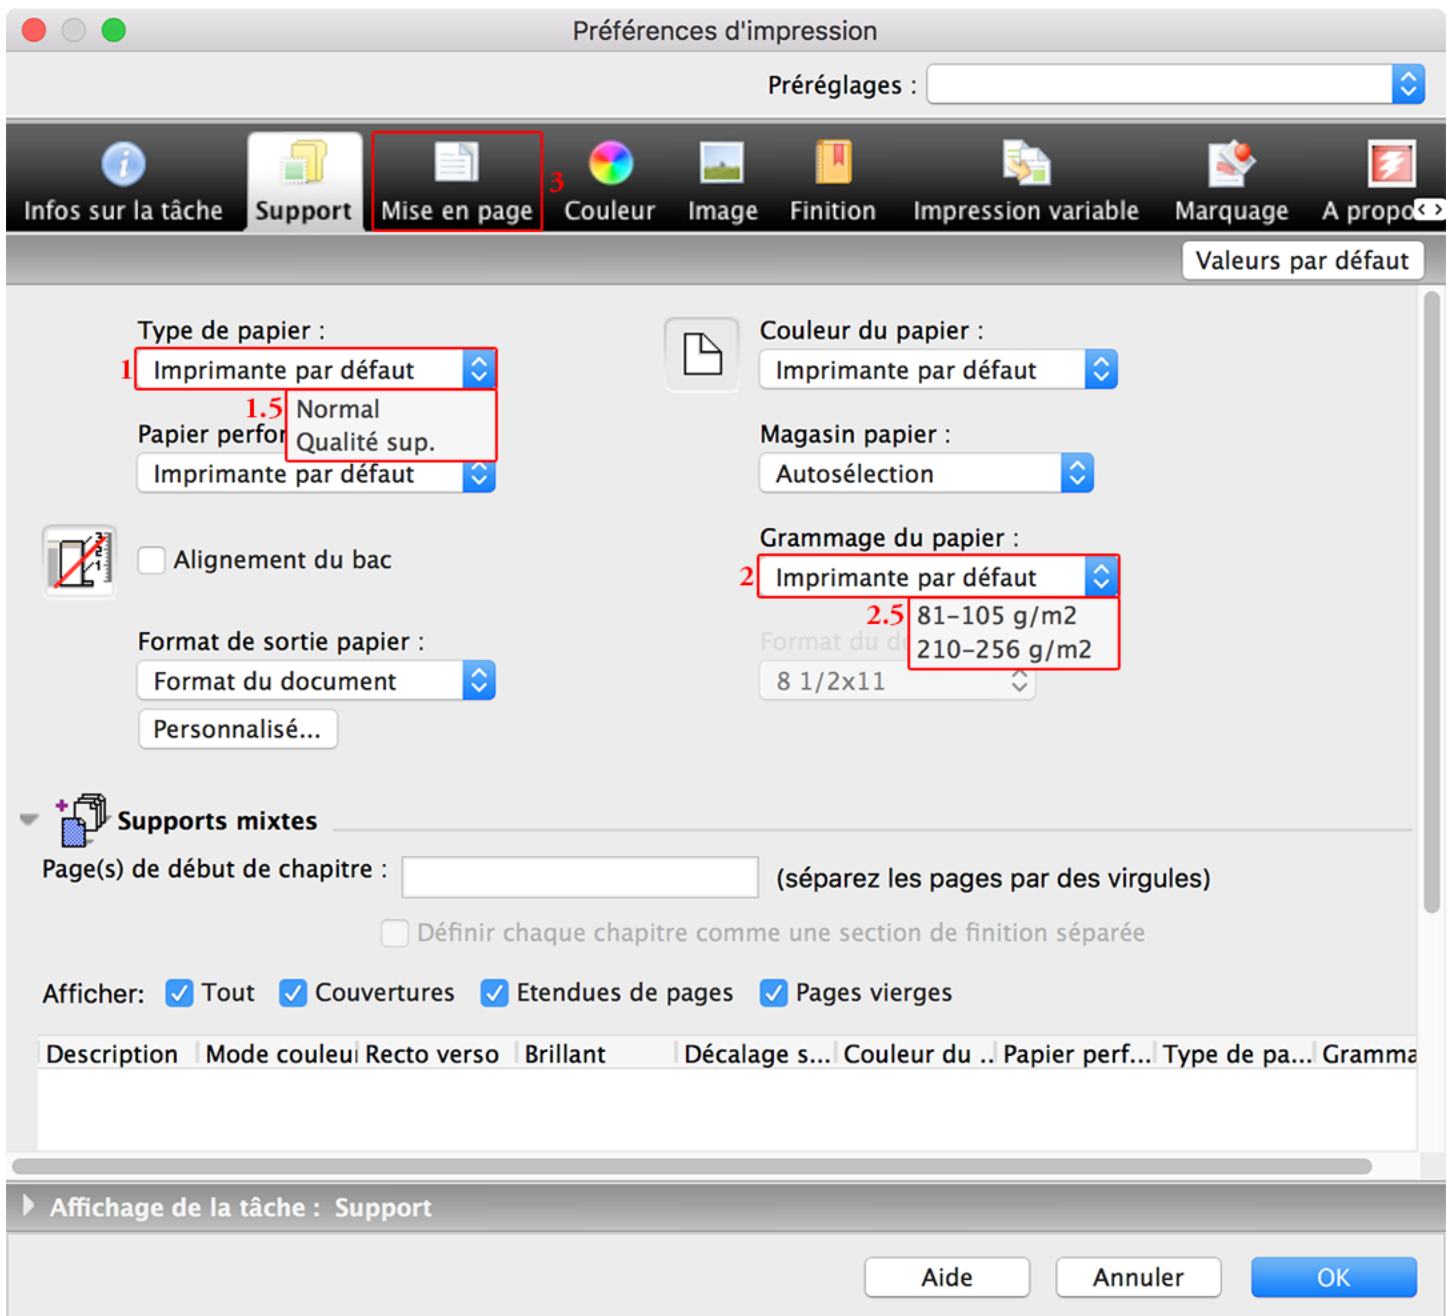 Préférences d'impression
Préréglages :
Infos sur la tâche Support Mise en page 3 Couleur Image Finition Impression variable Marquage A propo
Valeurs par défaut
Type de papier : Couleur du papier :
1 Imprimante par défaut Imprimante par défaut
1.5 Normal
Papier perfor Qualité sup. Magasin papier :
Imprimante par défaut Autosélection
Grammage du papier :
Alignement du bac
2 Imprimante par défaut
2.5 81-105 g/m2
Format de sortie papier : Format du do 210-256 g/m2
Format du document 8 1/2x11
Personnalisé...
Supports mixtes
Page(s) de début de chapitre : (séparez les pages par des virgules)
Définir chaque chapitre comme une section de finition séparée
Afficher: Tout Couvertures Etendues de pages Pages vierges
Description Mode couleu Recto verso Brillant Décalage s... Couleur du .. Papier perf... Type de pa... Gramma
Affichage de la tâche : Support
Aide Annuler OK